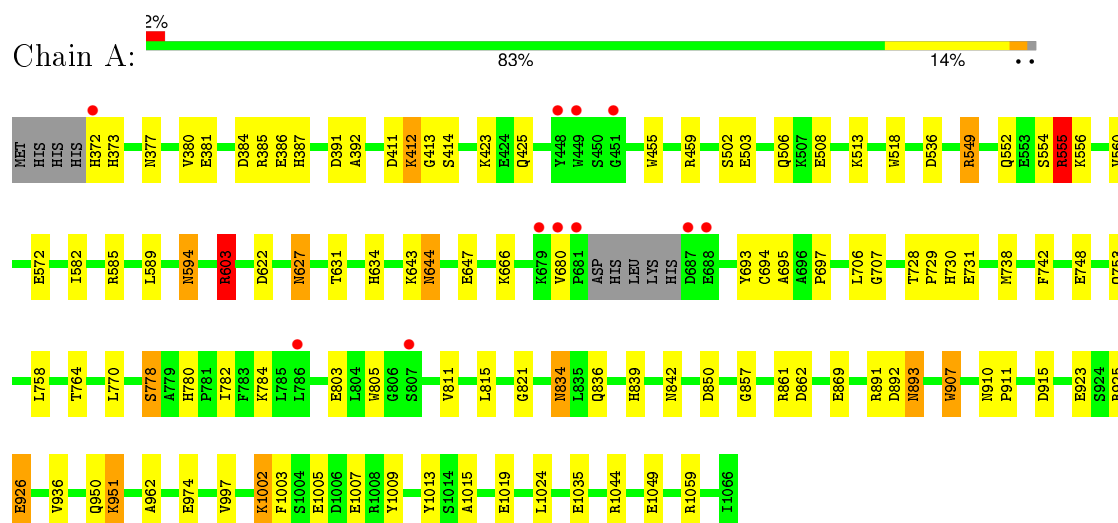 2%
Chain A:
83% 14% • •
MET HIS HIS HIS H372 H373 N377 V380 E381 D384 R385 E386 H387 D391 A392 D411 K412 G413 S414 K423 E424 Q425 Y448 W449 S450 G451 W455 R459 S502 E503 Q506 K507 E508 K513 W518 D536 R549 Q552 E553 S554 R555 K556
E572 I582 R585 L589 N594 R603 D622 N627 T631 H634 K643 N644 E647 K666 K679 V680 P681 ASP HIS LEU LYS HIS D687 E688 Y693 C694 A695 A696 P697 L706 G707 T728 P729 H730 E731 M738 F742 E748
L758 T764 L770 S778 A779 H780 P781 I782 F783 K784 L785 L786 E803 L804 W805 G806 S807 V811 L815 G821 N834 L835 Q836 H839 N842 D850 G857 R861 D862 E869 R891 D892 N893 W907 N910 P911 D915 E923 S924
E926 V936 Q950 K951 A962 E974 V997 K1002 F1003 S1004 E1005 D1006 E1007 R1008 Y1009 Y1013 S1014 A1015 E1019 L1024 E1035 R1044 E1049 R1059 I1066